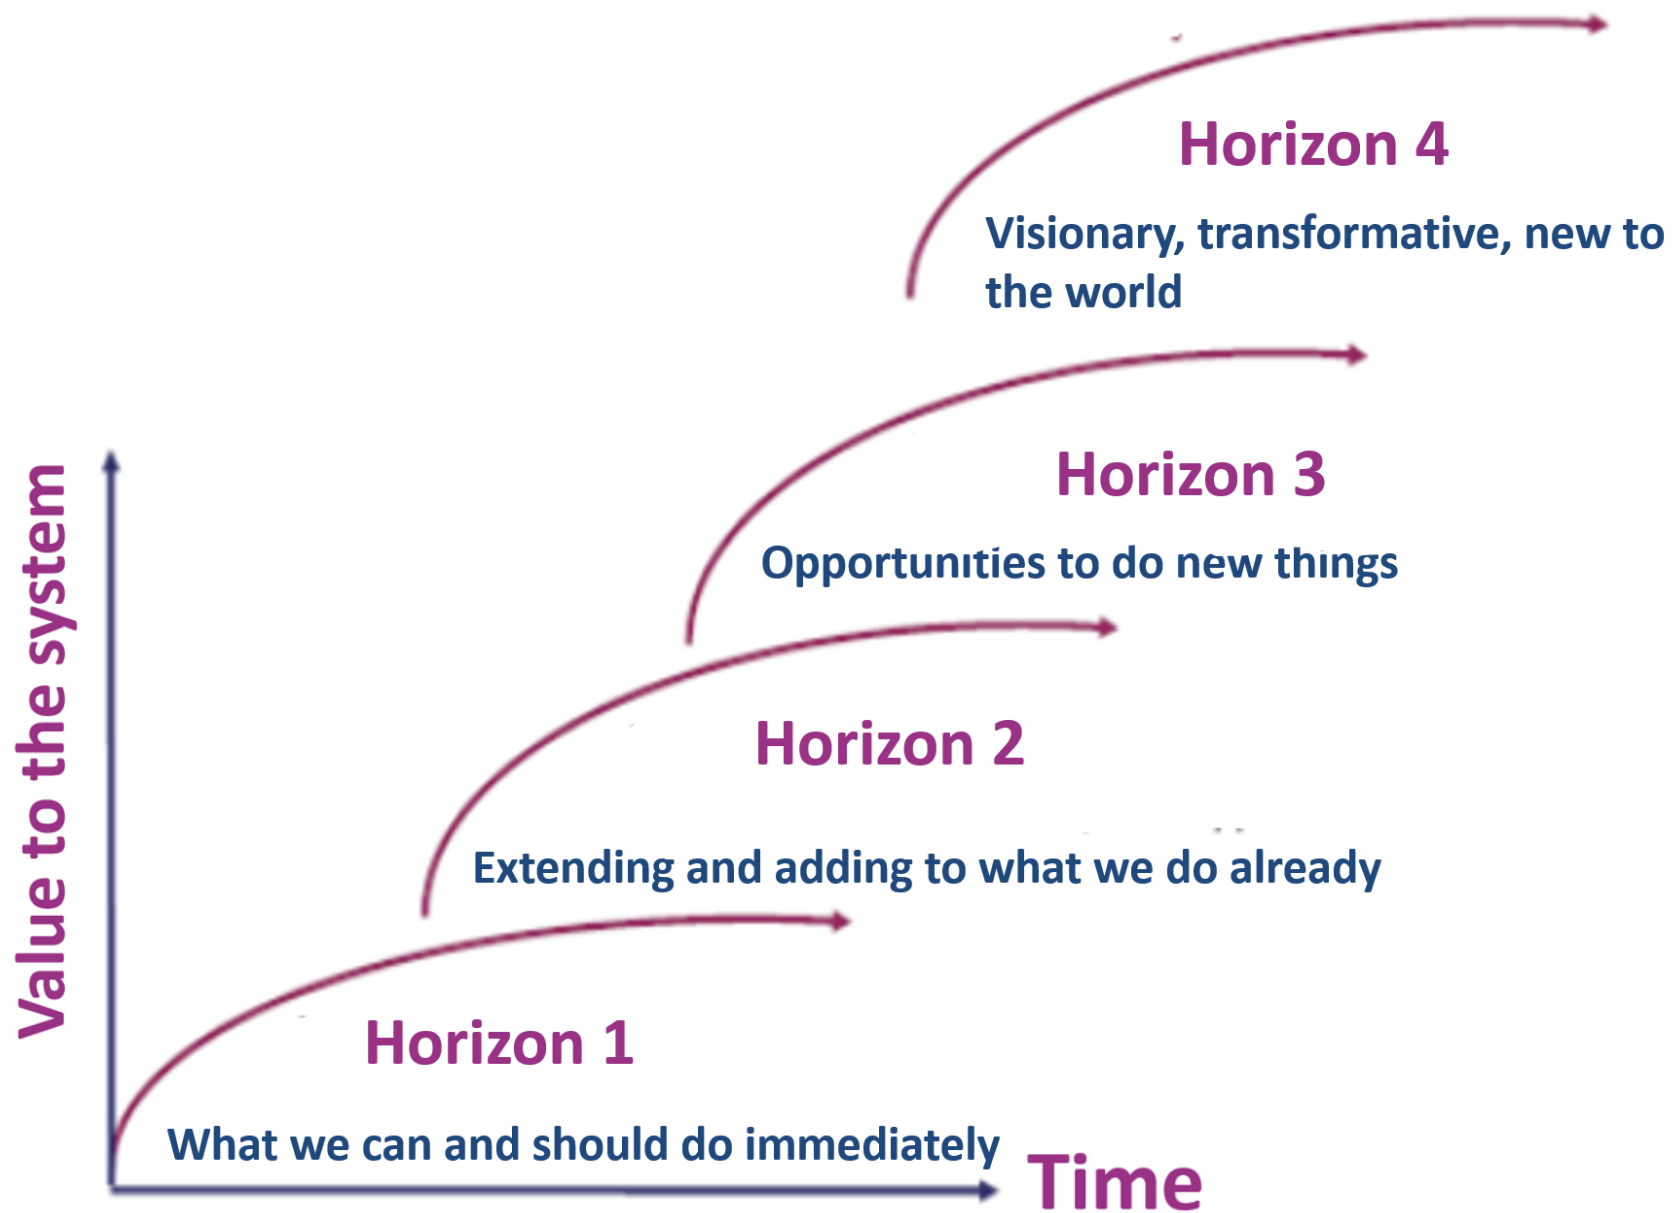 Horizon 4
Visionary, transformative, new to
the world
Horizon 3
Opportunities to do new things
Horizon 2
Extending and adding to what we do already
Horizon 1
What we can and should do immediately
Value to the system
Time